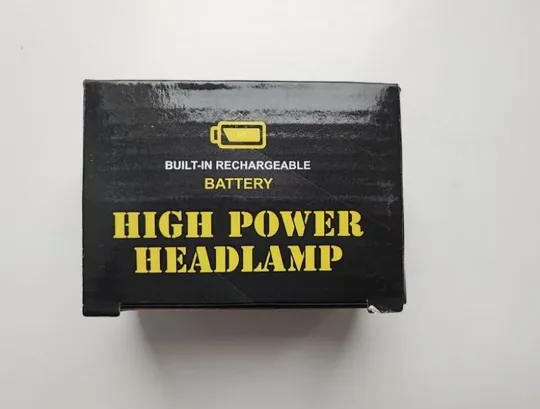 BUILT-IN RECHARGEABLE
BATTERY
HIGH POWER
HEADLAMP